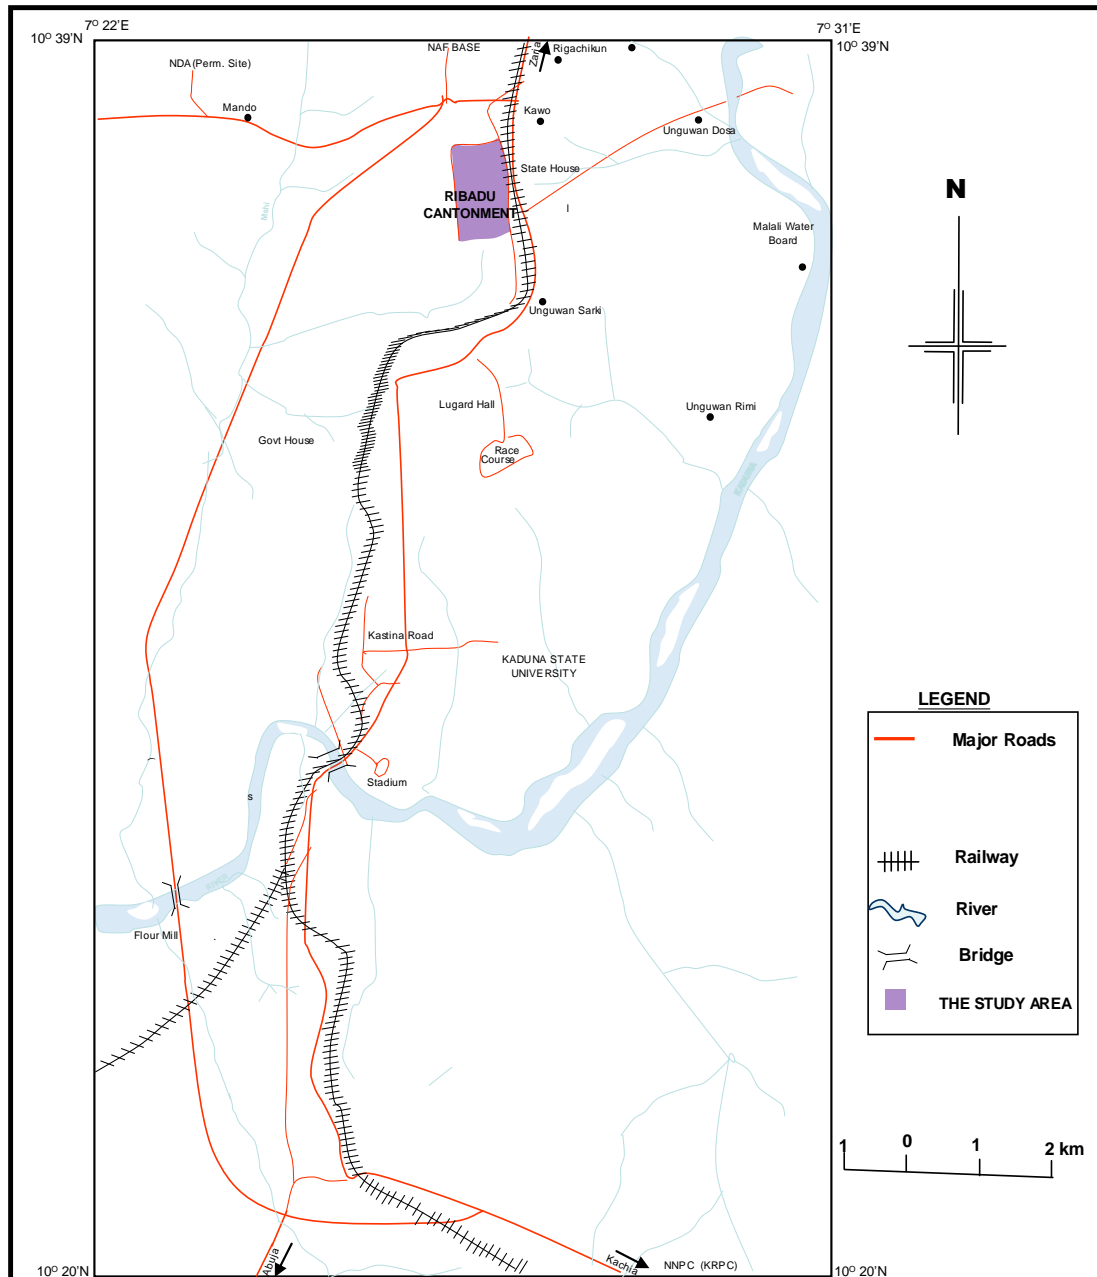 7° 22'E
7° 31'E
10° 39'N
10° 39'N
NAF BASE
Zaria
Rigachikun
NDA(Perm. Site)
Mando
Kawo
Unguwan Dosa
State House
RIBADU
CANTONMENT
l
Mahi
N
Malali Water
Board
Unguwan Sarki
Lugard Hall
Unguwan Rimi
Govt House
Race
Course
KADUNA
Kastina Road
KADUNA STATE
UNIVERSITY
LEGEND
Major Roads
Stadium
s
Railway
River
Flour Mill
Bridge
THE STUDY AREA
1 0 1 2 km
Abuja
Kachia
NNPC (KRPC)
10° 20'N
10° 20'N